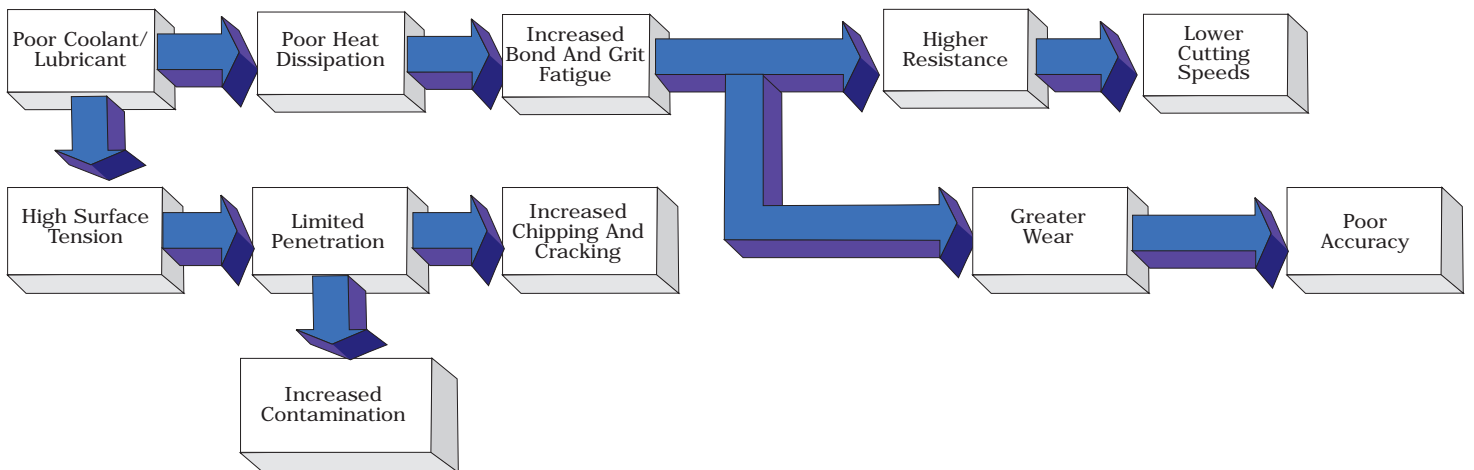 Poor Coolant/
Lubricant
Poor Heat
Dissipation
Increased
Bond And Grit
Fatigue
Higher
Resistance
Lower
Cutting
Speeds
High Surface
Tension
Limited
Penetration
Increased
Chipping And
Cracking
Greater
Wear
Poor
Accuracy
Increased
Contamination